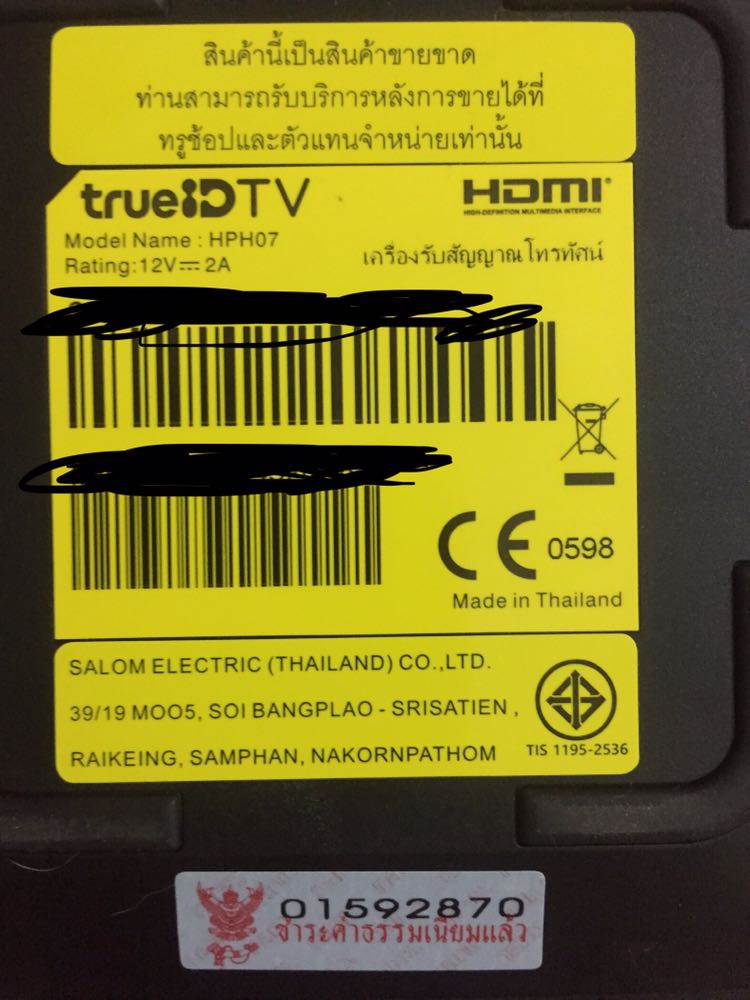 สินค้านี้เป็นสินค้าขายขาด
ท่านสามารถรับบริการหลังการขายได้ที่
ทรูช้อปและตัวแทนจำหน่ายเท่านั้น
trueID TV
HDMI
HIGH-DEFINITION MULTIMEDIA INTERFACE
Model Name : HPH07
Rating:12V⎓2A
เครื่องรับสัญญาณโทรทัศน์
CE 0598
Made in Thailand
SALOM ELECTRIC (THAILAND) CO.,LTD.
39/19 MOO5, SOI BANGPLAO - SRISATIEN ,
RAIKEING, SAMPHAN, NAKORNPATHOM
TIS 1195-2536
01592870
ชำระค่าธรรมเนียมแล้ว